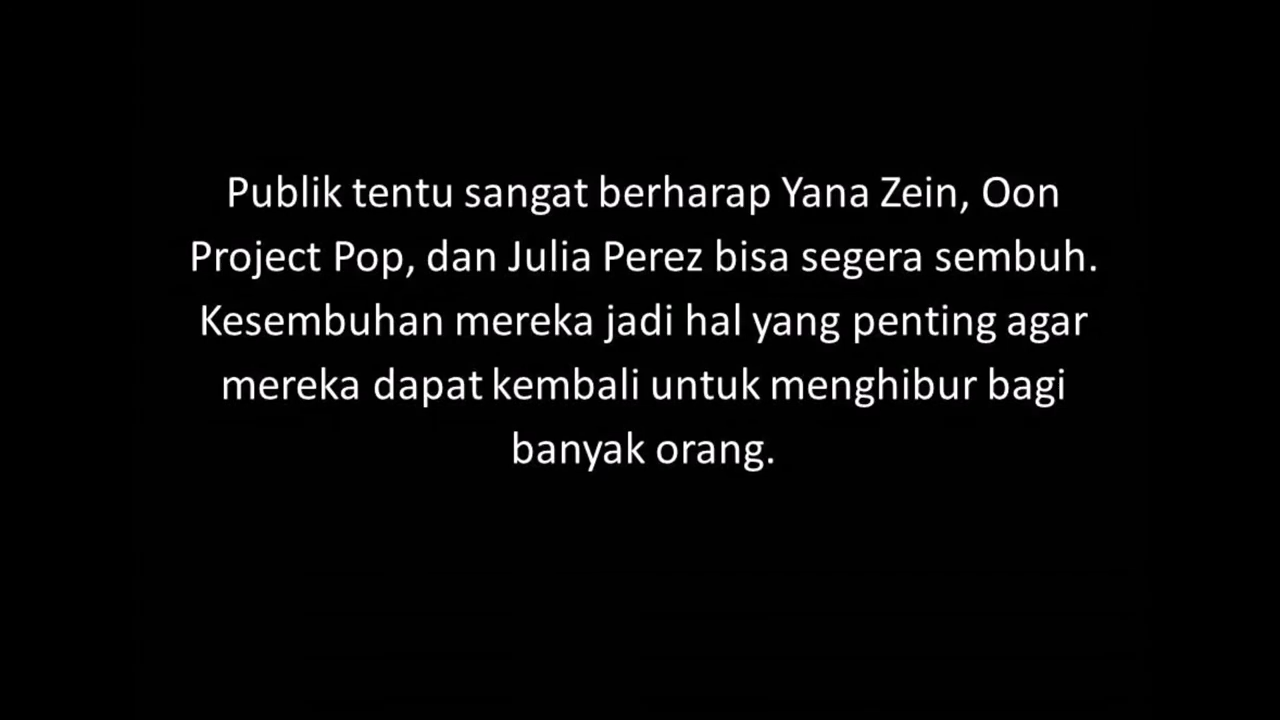 Publik tentu sangat berharap Yana Zein, Oon
Project Pop, dan Julia Perez bisa segera sembuh.
Kesembuhan mereka jadi hal yang penting agar
mereka dapat kembali untuk menghibur bagi
banyak orang.